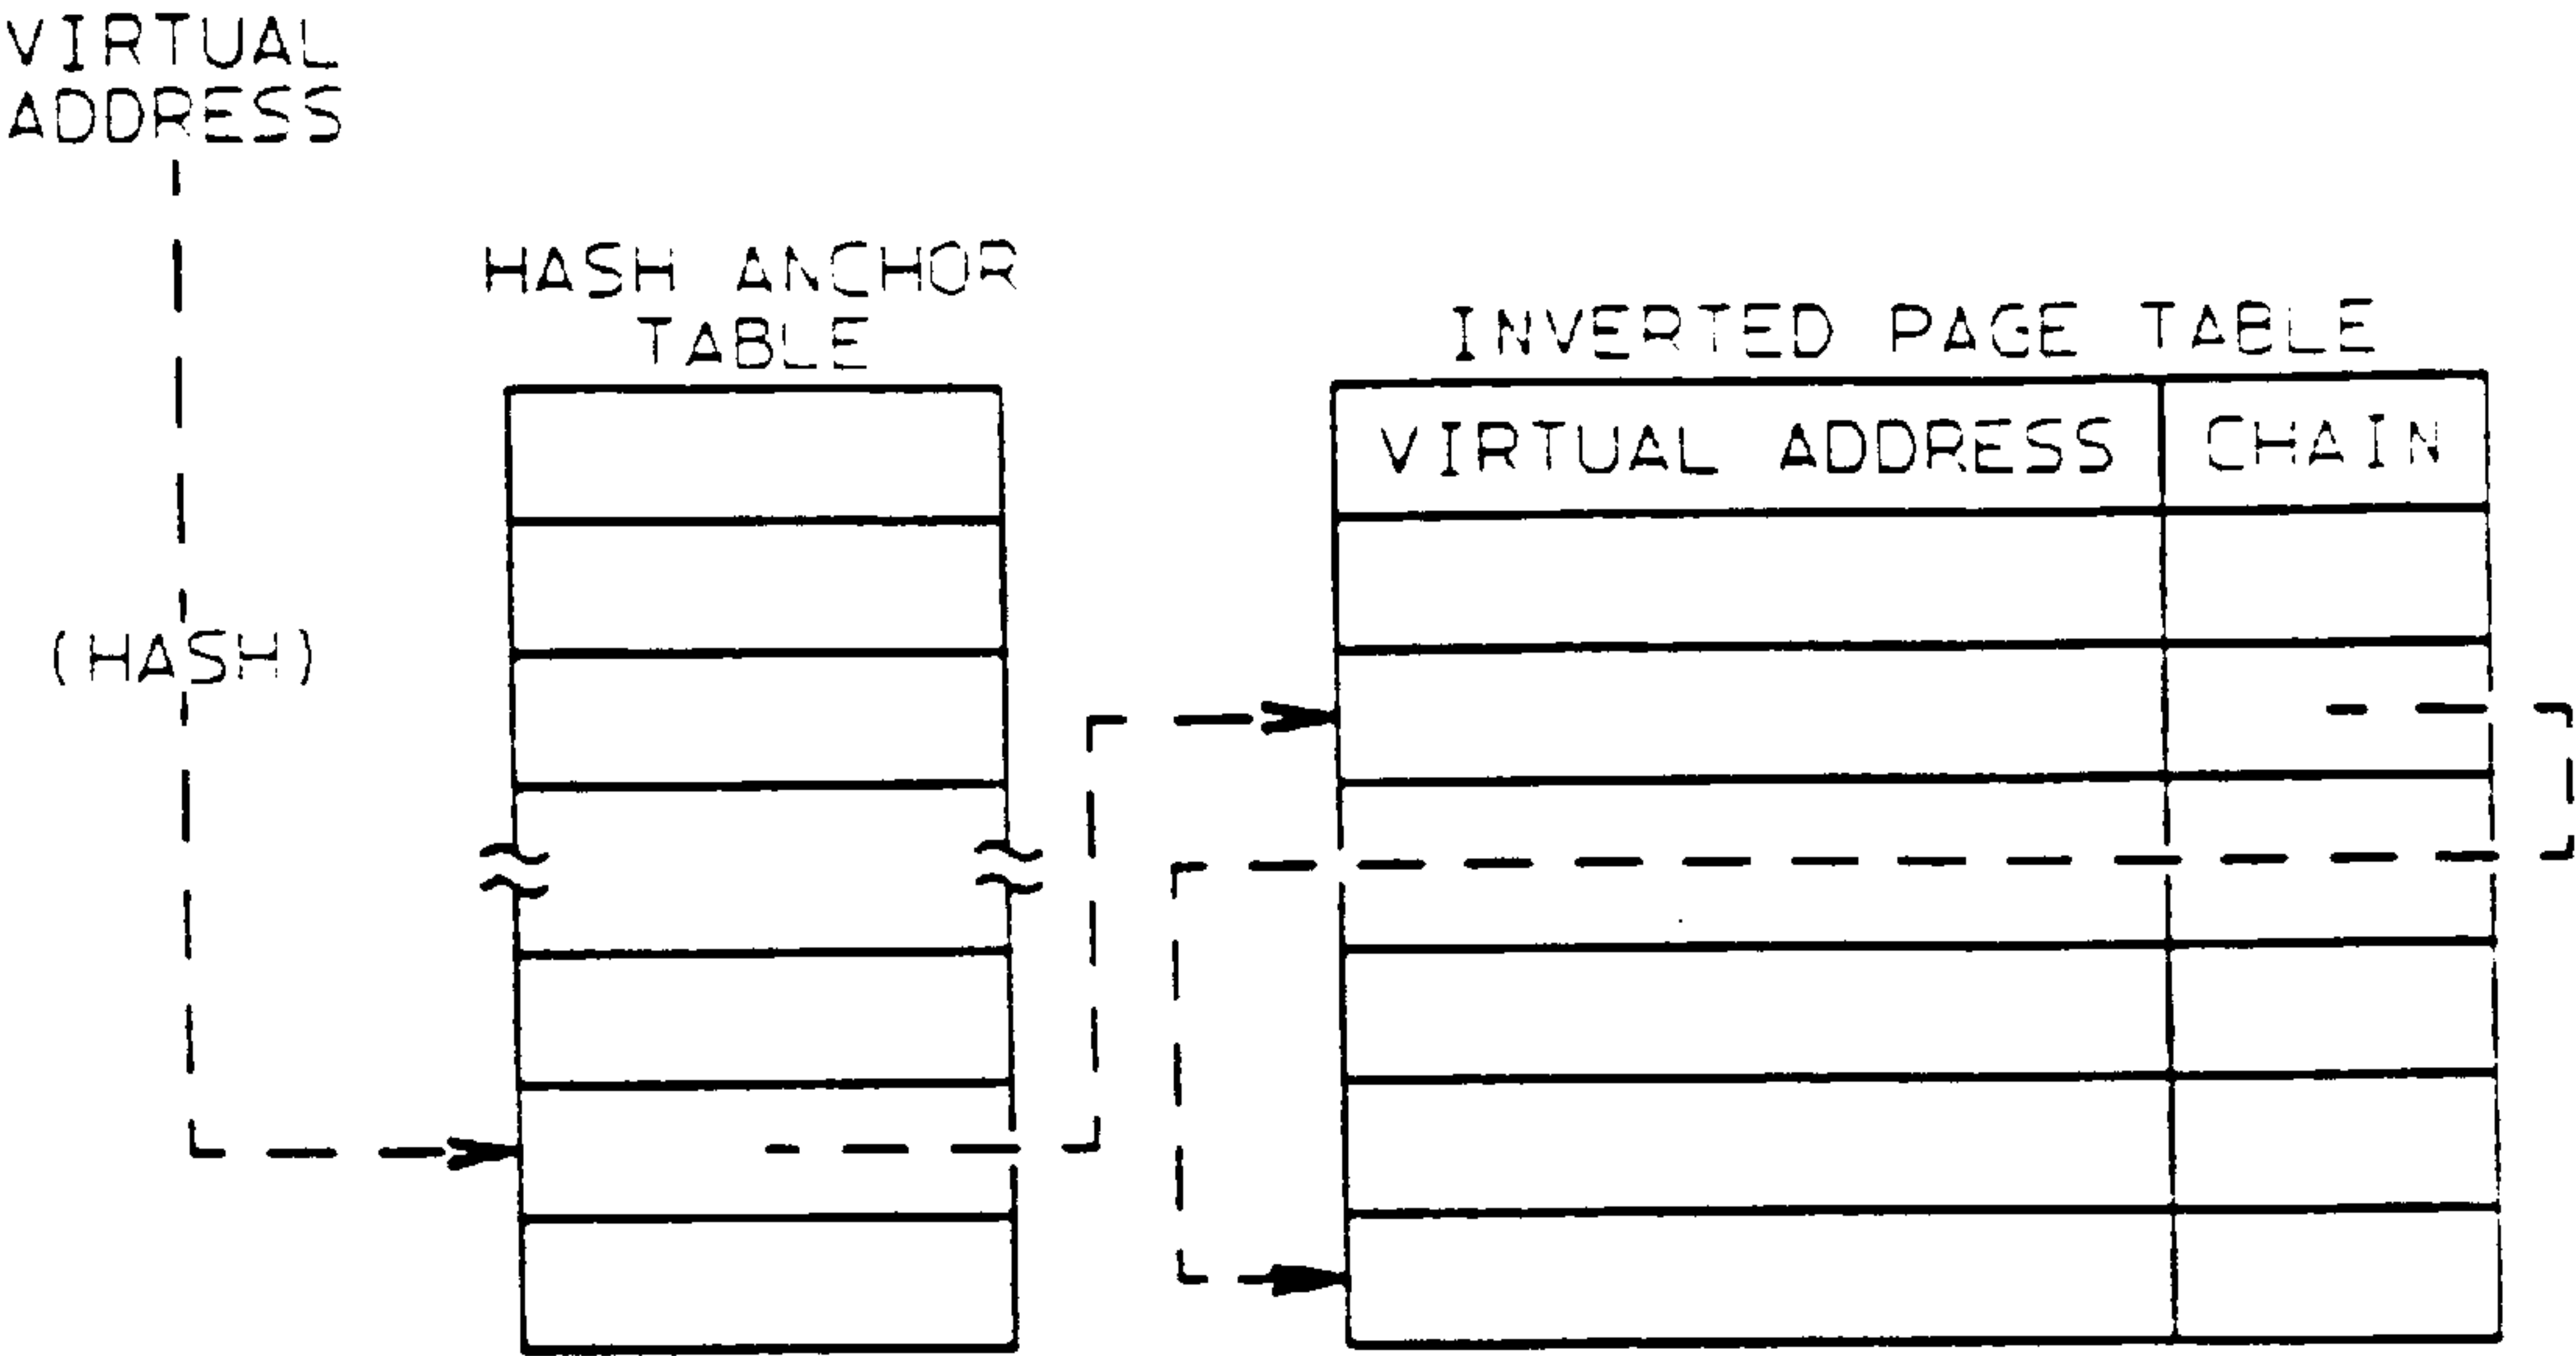 VIRTUAL
ADDRESS
HASH ANCHOR
TABLE
INVERTED PAGE TABLE
VIRTUAL ADDRESS CHAIN
(HASH)